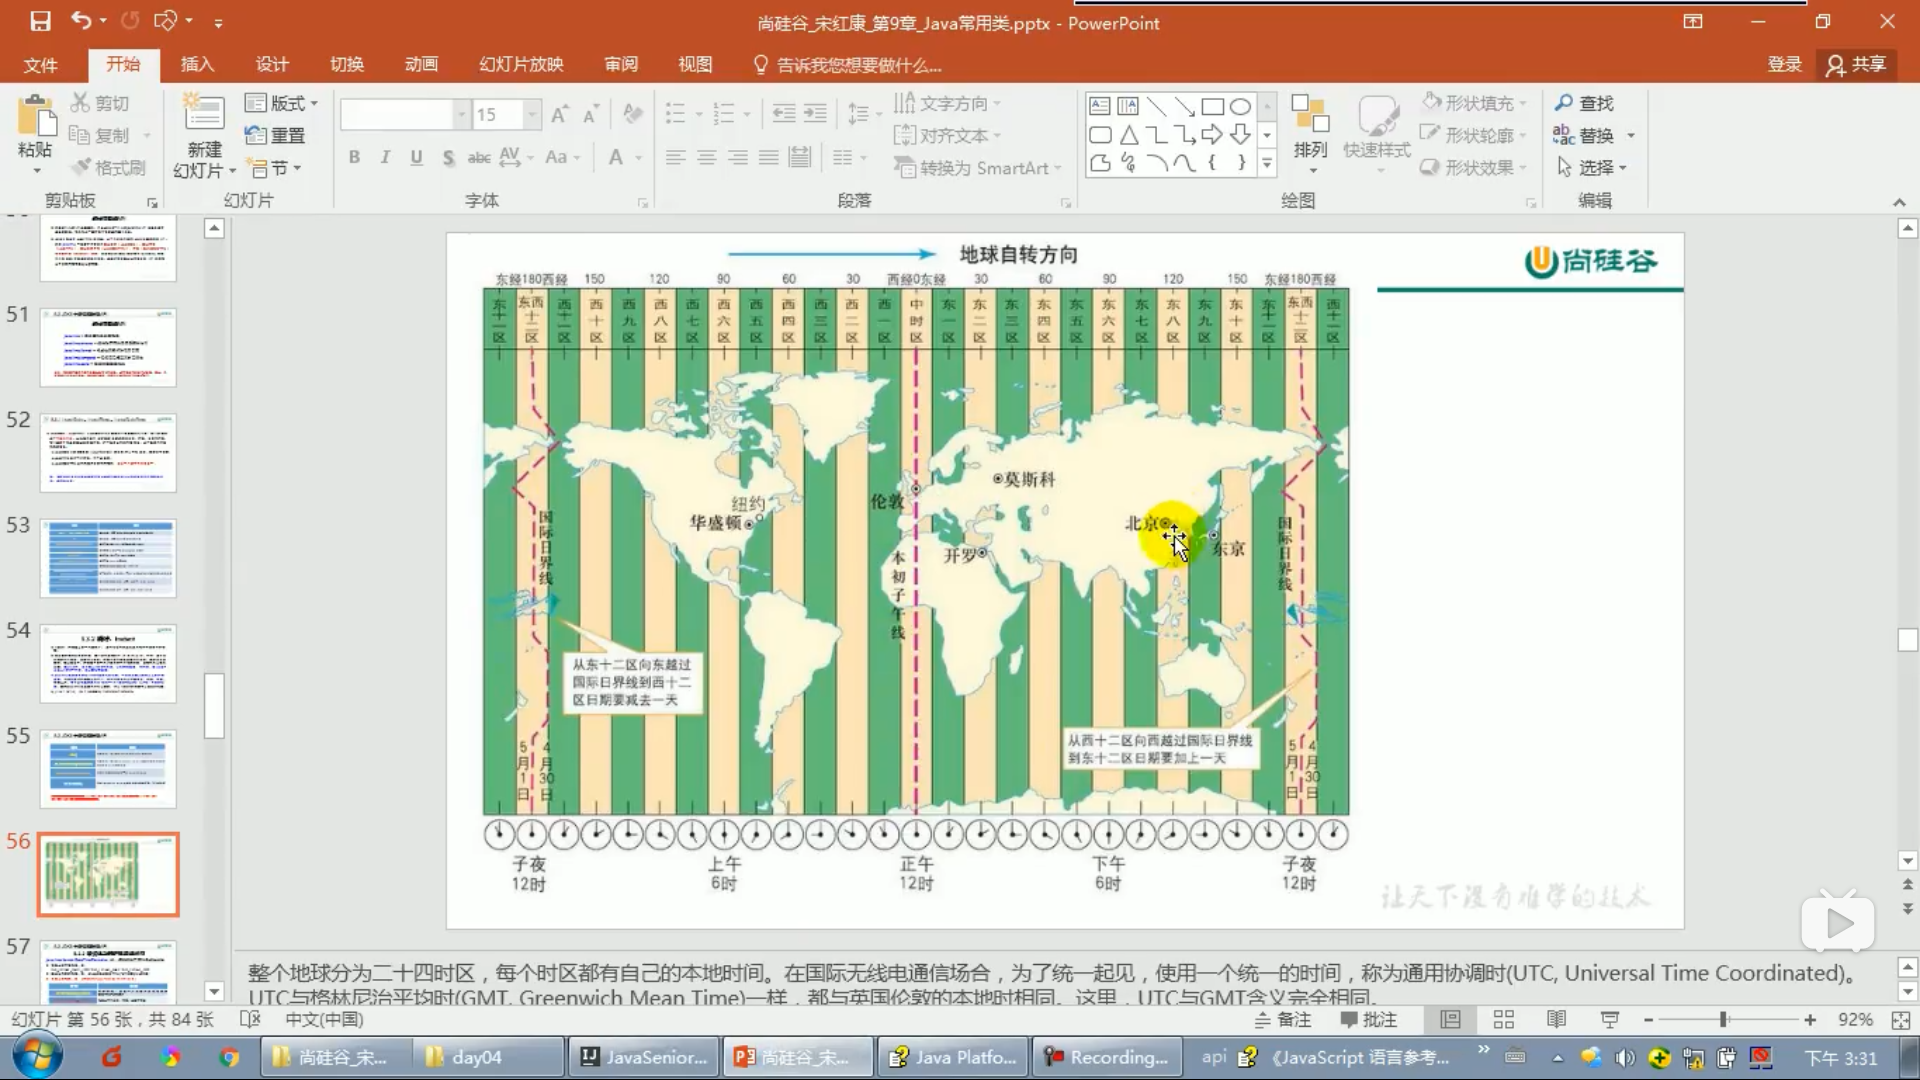 尚硅谷_宋红康_第9章_Java常用类.pptx - PowerPoint
文件 开始 插入 设计 切换 动画 幻灯片放映 审阅 视图 告诉我您想要做什么... 登录 共享
粘贴 剪切 复制 格式刷 剪贴板
新建 幻灯片 版式 重置 节 幻灯片
15 B I U S abc AV Aa A 字体
文字方向 对齐文本 转换为 SmartArt 段落
排列 快速样式 形状填充 形状轮廓 形状效果 绘图
查找 替换 选择 编辑
51
52
53
54
55
56
57
地球自转方向
尚硅谷
东经180西经 150 120 90 60 30 西经0东经 30 60 90 120 150 东经180西经
东十一区 东西十二区 西十一区 西十区 西九区 西八区 西七区 西六区 西五区 西四区 西三区 西二区 西一区 中时区 东一区 东二区 东三区 东四区 东五区 东六区 东七区 东八区 东九区 东十区 东十一区 东西十二区 西十一区
莫斯科
纽约
伦敦
华盛顿
北京
东京
开罗
国际日界线
本初子午线
国际日界线
从东十二区向东越过
国际日界线到西十二
区日期要减去一天
从西十二区向西越过国际日界线
到东十二区日期要加上一天
5月1日 4月30日
5月1日 4月30日
子夜 上午 正午 下午 子夜
12时 6时 12时 6时 12时
让天下没有难学的技术
整个地球分为二十四时区，每个时区都有自己的本地时间。在国际无线电通信场合，为了统一起见，使用一个统一的时间，称为通用协调时(UTC, Universal Time Coordinated)。
UTC与格林尼治平均时(GMT, Greenwich Mean Time)一样，都与英国伦敦的本地时相同。这里，UTC与GMT含义完全相同。
幻灯片 第 56 张，共 84 张 中文(中国) 备注 批注 92%
尚硅谷_宋... day04 JavaSenior... 尚硅谷_宋... Java Platfo... Recording... api 《JavaScript 语言参考... 下午 3:31